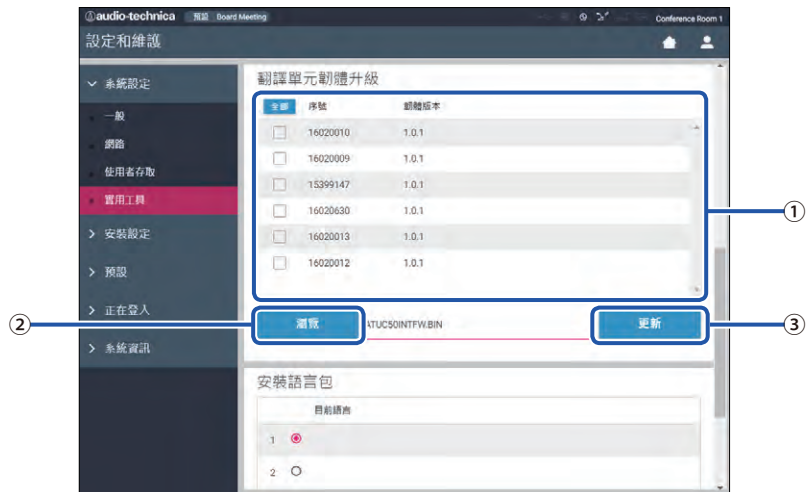 audio-technica 預設 Board Meeting Conference Room 1
設定和維護
系統設定
一般
網路
使用者存取
實用工具
安裝設定
預設
正在登入
系統資訊
翻譯單元韌體升級
全部 序號 韌體版本
16020010 1.0.1
16020009 1.0.1
15399147 1.0.1
16020630 1.0.1
16020013 1.0.1
16020012 1.0.1
瀏覽 ATUC50INTFW.BIN 更新
安裝語言包
目前語言
1
2
①
②
③